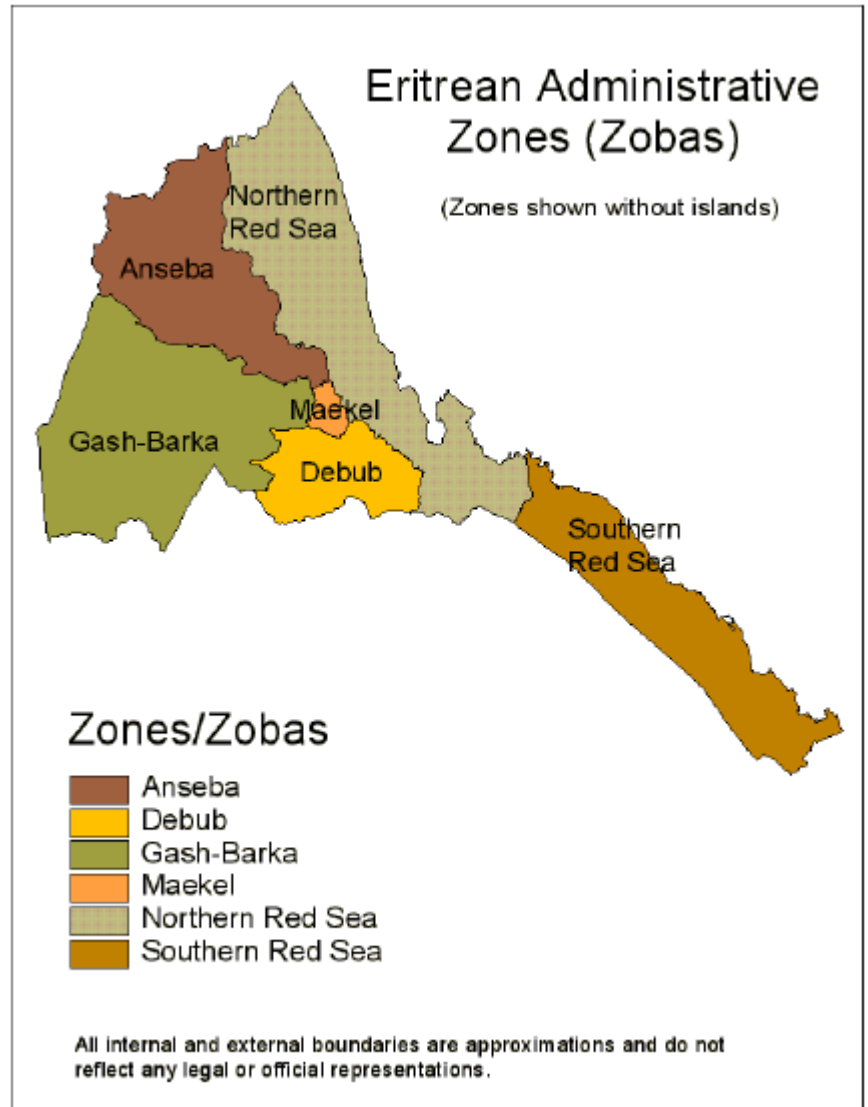 Eritrean Administrative
Zones (Zobas)
(Zones shown without islands)
Northern
Red Sea
Anseba
Maekel
Gash-Barka
Debub
Southern
Red Sea
Zones/Zobas
Anseba
Debub
Gash-Barka
Maekel
Northern Red Sea
Southern Red Sea
All internal and external boundaries are approximations and do not
reflect any legal or official representations.